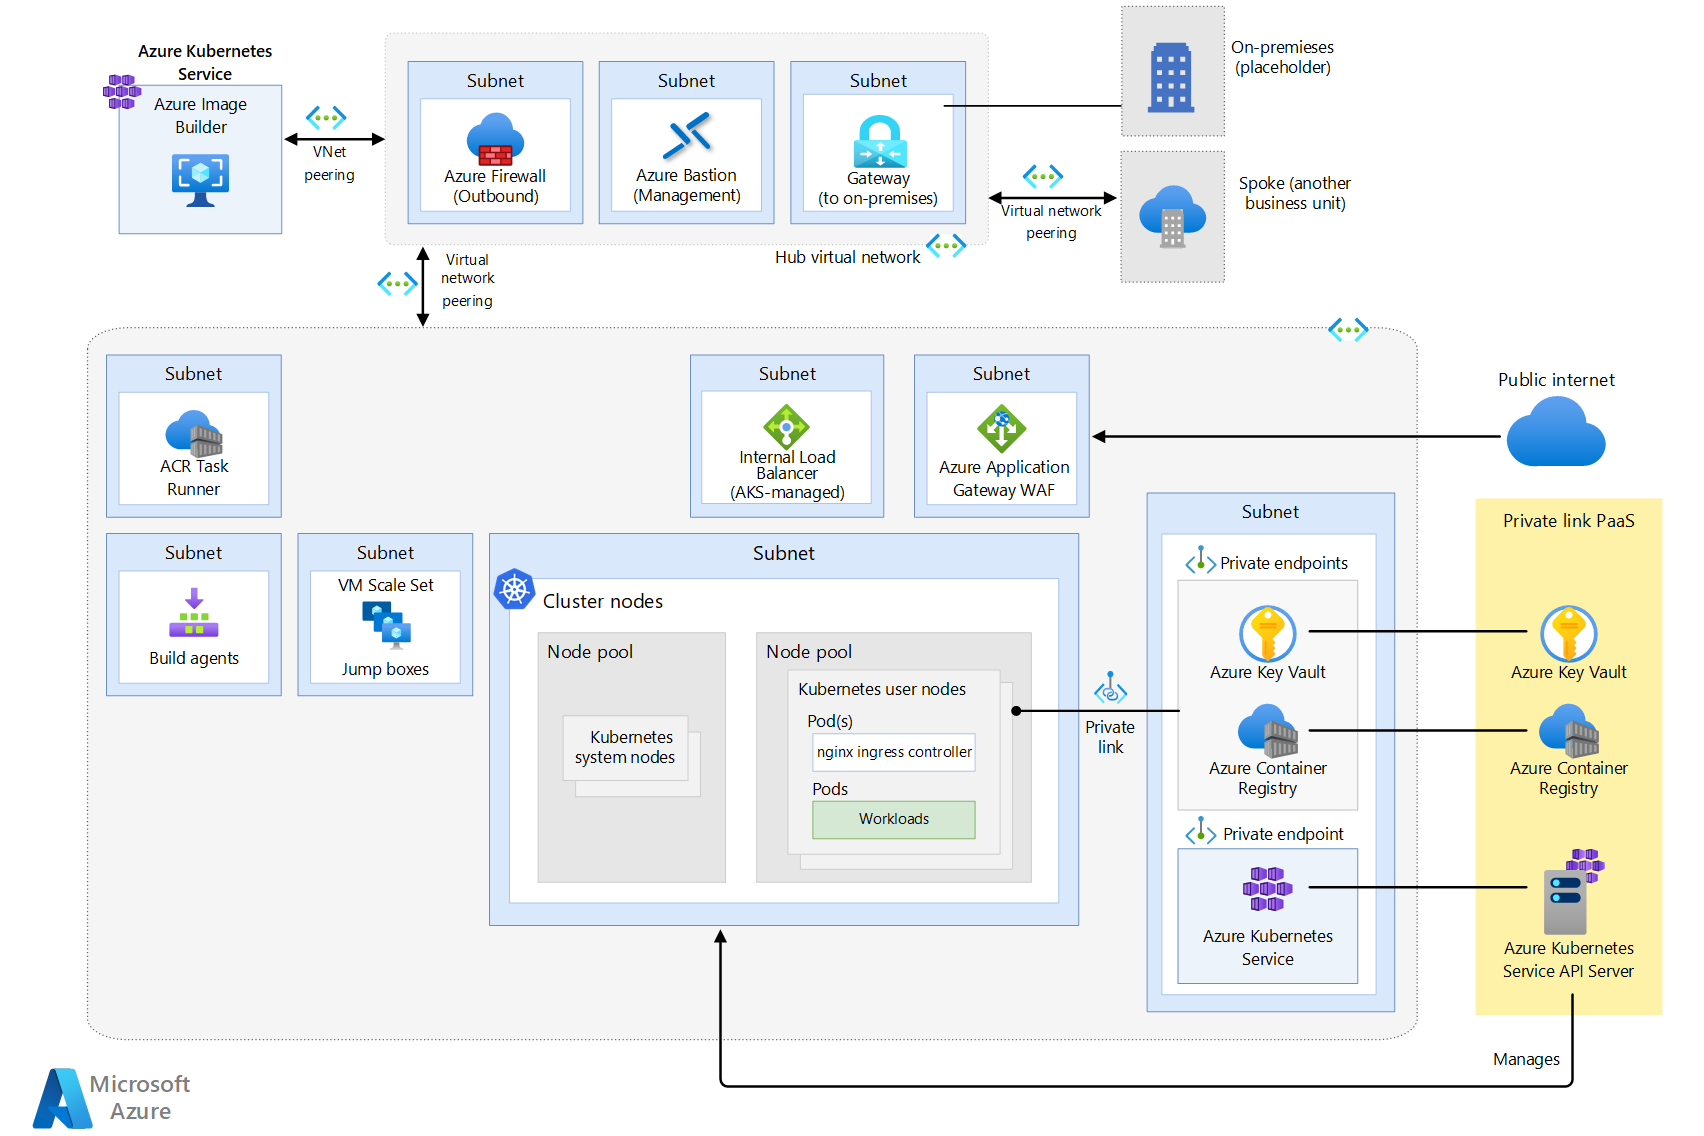 Azure Kubernetes
Service
Azure Image
Builder
VNet
peering
Subnet
Azure Firewall
(Outbound)
Subnet
Azure Bastion
(Management)
Subnet
Gateway
(to on-premises)
Hub virtual network
On-premieses
(placeholder)
Virtual network
peering
Spoke (another
business unit)
Virtual
network
peering
Subnet
ACR Task
Runner
Subnet
Internal Load
Balancer
(AKS-managed)
Subnet
Azure Application
Gateway WAF
Public internet
Subnet
Build agents
Subnet
VM Scale Set
Jump boxes
Subnet
Cluster nodes
Node pool
Kubernetes
system nodes
Node pool
Kubernetes user nodes
Pod(s)
nginx ingress controller
Pods
Workloads
Private
link
Subnet
Private endpoints
Azure Key Vault
Azure Container
Registry
Private endpoint
Azure Kubernetes
Service
Private link PaaS
Azure Key Vault
Azure Container
Registry
Azure Kubernetes
Service API Server
Manages
Microsoft
Azure